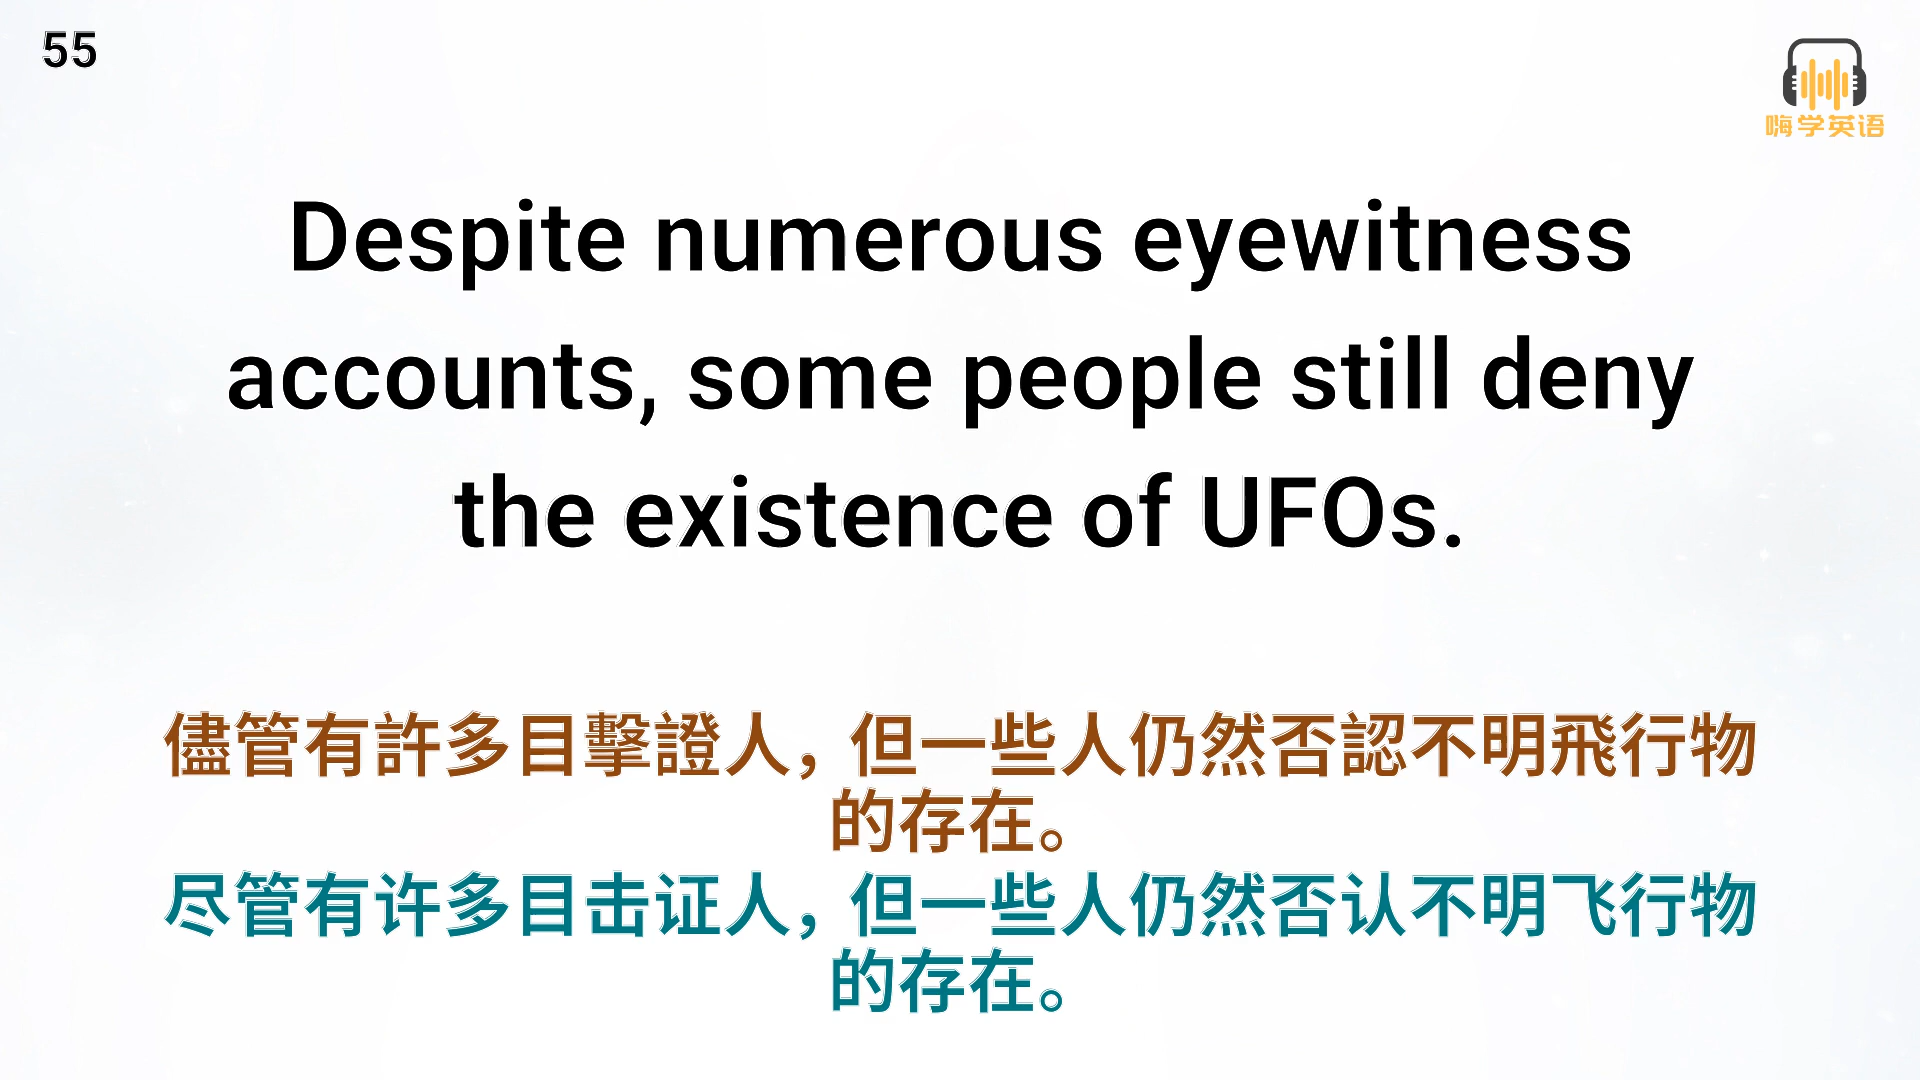 55
嗨学英语
Despite numerous eyewitness
accounts, some people still deny
the existence of UFOs.
儘管有許多目擊證人，但一些人仍然否認不明飛行物
的存在。
尽管有许多目击证人，但一些人仍然否认不明飞行物
的存在。